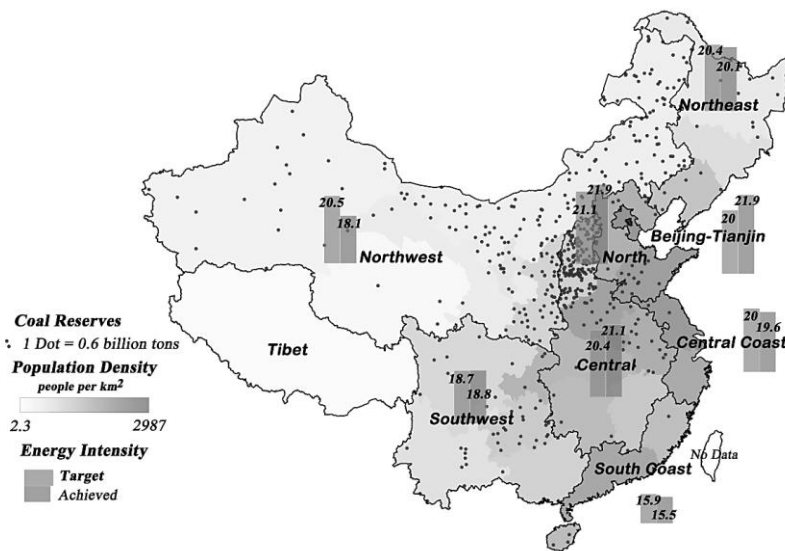 20.4
20.1
Northeast
21.9
21.1
20.5
18.1
21.9
20
Beijing-Tianjin
Northwest
North
Coal Reserves
1 Dot = 0.6 billion tons
Population Density
people per km²
2.3
2987
Energy Intensity
Target
Achieved
Tibet
20
19.6
21.1
20.4
Central Coast
Central
18.7
18.8
Southwest
No Data
South Coast
15.9
15.5